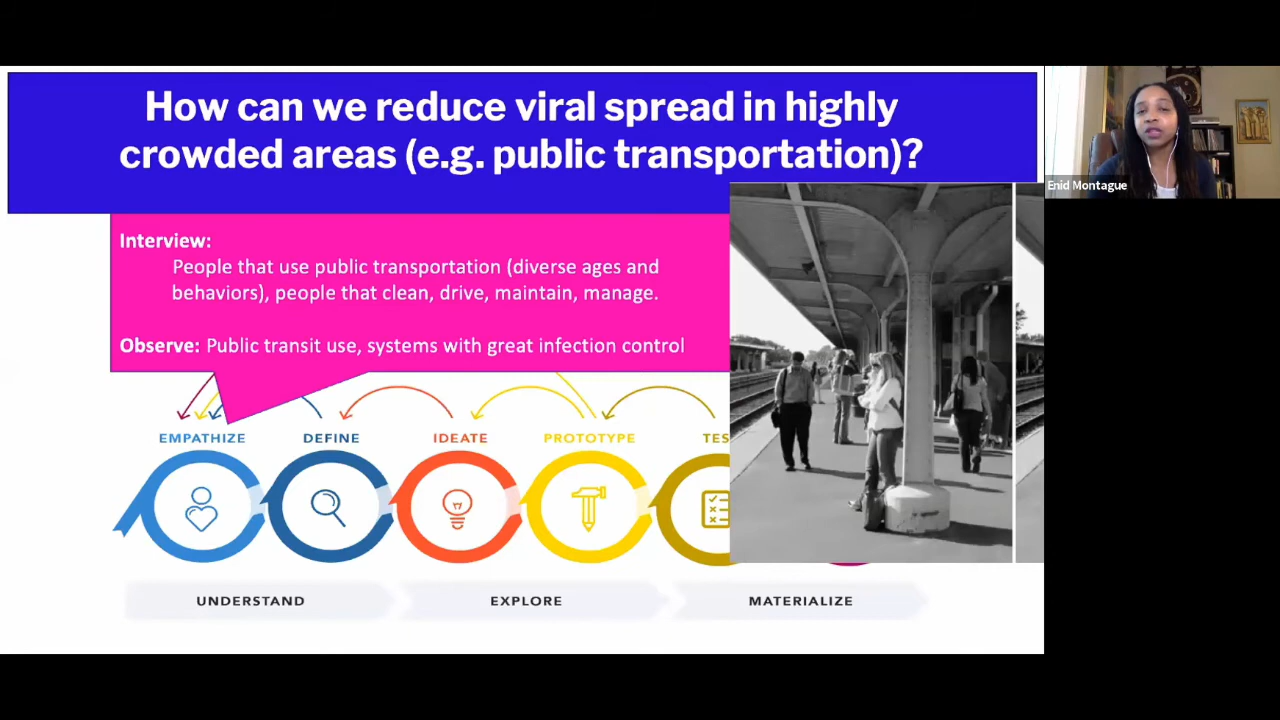 How can we reduce viral spread in highly
crowded areas (e.g. public transportation)?
Enid Montague
Interview:
People that use public transportation (diverse ages and
behaviors), people that clean, drive, maintain, manage.
Observe: Public transit use, systems with great infection control
EMPATHIZE
DEFINE
IDEATE
PROTOTYPE
TES
UNDERSTAND
EXPLORE
MATERIALIZE